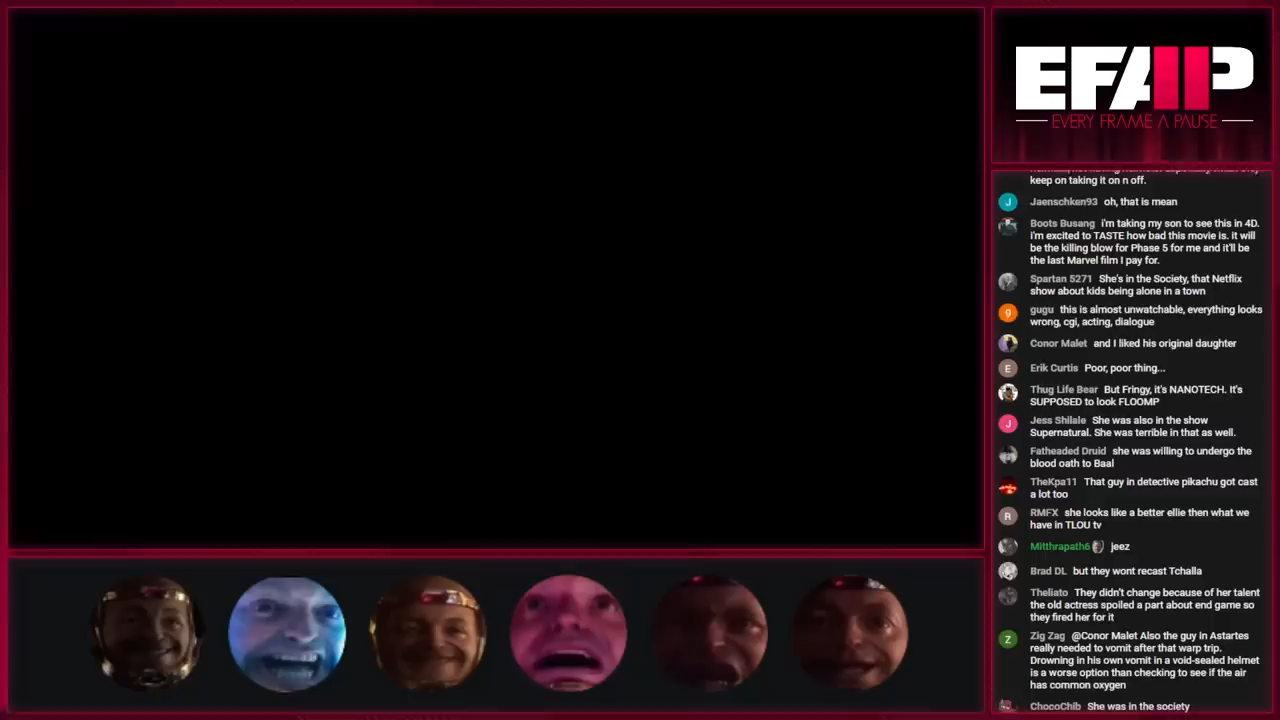 EFAP
EVERY FRAME A PAUSE
keep on taking it on n off.
Jaenschken93 oh, that is mean
Boots Busang i'm taking my son to see this in 4D.
i'm excited to TASTE how bad this movie is. it will
be the killing blow for Phase 5 for me and it'll be
the last Marvel film I pay for.
Spartan 5271 She's in the Society, that Netflix
show about kids being alone in a town
gugu this is almost unwatchable, everything looks
wrong, cgi, acting, dialogue
Conor Malet and I liked his original daughter
Erik Curtis Poor, poor thing...
Thug Life Bear But Fringy, it's NANOTECH. It's
SUPPOSED to look FLOOMP
Jess Shilale She was also in the show
Supernatural. She was terrible in that as well.
Fatheaded Druid she was willing to undergo the
blood oath to Baal
TheKpa11 That guy in detective pikachu got cast
a lot too
RMFX she looks like a better ellie then what we
have in TLOU tv
Mitthrapath6 jeez
Brad DL but they wont recast Tchalla
Theliato They didn't change because of her talent
the old actress spoiled a part about end game so
they fired her for it
Zig Zag @Conor Malet Also the guy in Astartes
really needed to vomit after that warp trip.
Drowning in his own vomit in a void-sealed helmet
is a worse option than checking to see if the air
has common oxygen
ChocoChib She was in the society